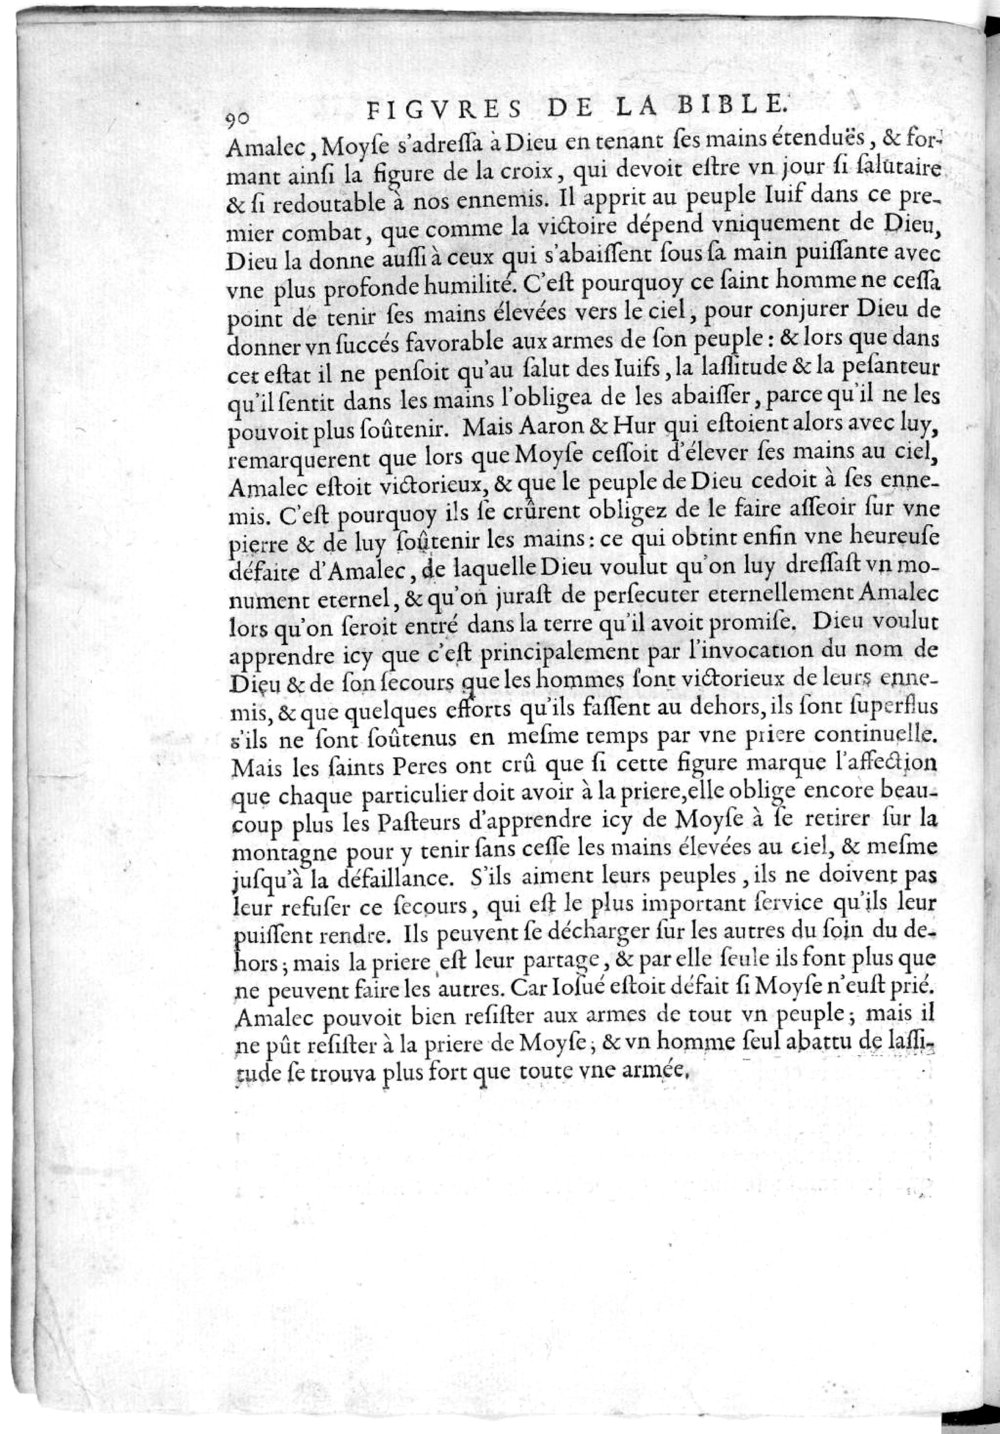 90 FIGVRES DE LA BIBLE.
Amalec, Moyſe s'adreſſa à Dieu en tenant ſes mains étenduës, & for-
mant ainſi la figure de la croix, qui devoit eſtre vn jour ſi ſalutaire
& ſi redoutable à nos ennemis. Il apprit au peuple Iuif dans ce pre-
mier combat, que comme la victoire dépend vniquement de Dieu,
Dieu la donne auſſi à ceux qui s'abaiſſent ſous ſa main puiſſante avec
vne plus profonde humilité. C'eſt pourquoy ce ſaint homme ne ceſſa
point de tenir ſes mains élevées vers le ciel, pour conjurer Dieu de
donner vn ſuccés favorable aux armes de ſon peuple: & lors que dans
cet eſtat il ne penſoit qu'au ſalut des Iuifs, la laſſitude & la peſanteur
qu'il ſentit dans les mains l'obligea de les abaiſſer, parce qu'il ne les
pouvoit plus ſoûtenir. Mais Aaron & Hur qui eſtoient alors avec luy,
remarquerent que lors que Moyſe ceſſoit d'élever ſes mains au ciel,
Amalec eſtoit victorieux, & que le peuple de Dieu cedoit à ſes enne-
mis. C'eſt pourquoy ils ſe crûrent obligez de le faire aſſeoir ſur vne
pierre & de luy ſoûtenir les mains: ce qui obtint enfin vne heureuſe
défaite d'Amalec, de laquelle Dieu voulut qu'on luy dreſſaſt vn mo-
nument eternel, & qu'on juraſt de perſecuter eternellement Amalec
lors qu'on ſeroit entré dans la terre qu'il avoit promiſe. Dieu voulut
apprendre icy que c'eſt principalement par l'invocation du nom de
Dieu & de ſon ſecours que les hommes ſont victorieux de leurs enne-
mis, & que quelques efforts qu'ils faſſent au dehors, ils ſont ſuperflus
s'ils ne ſont ſoûtenus en meſme temps par vne priere continuelle.
Mais les ſaints Peres ont crû que ſi cette figure marque l'affection
que chaque particulier doit avoir à la priere, elle oblige encore beau-
coup plus les Paſteurs d'apprendre icy de Moyſe à ſe retirer ſur la
montagne pour y tenir ſans ceſſe les mains élevées au ciel, & meſme
juſqu'à la défaillance. S'ils aiment leurs peuples, ils ne doivent pas
leur refuſer ce ſecours, qui eſt le plus important ſervice qu'ils leur
puiſſent rendre. Ils peuvent ſe décharger ſur les autres du ſoin du de-
hors; mais la priere eſt leur partage, & par elle ſeule ils font plus que
ne peuvent faire les autres. Car Ioſué eſtoit défait ſi Moyſe n'euſt prié.
Amalec pouvoit bien reſiſter aux armes de tout vn peuple; mais il
ne pût reſiſter à la priere de Moyſe; & vn homme ſeul abattu de laſſi-
tude ſe trouva plus fort que toute vne armée.